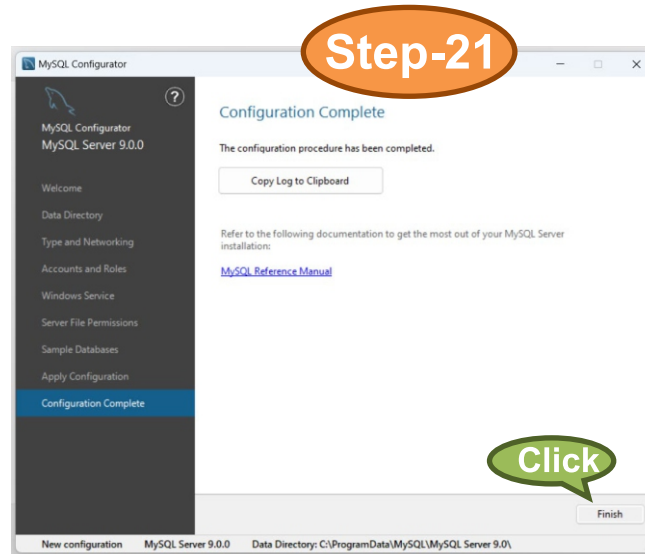 Step-21
MySQL Configurator
?
MySQL Configurator
MySQL Server 9.0.0
Welcome
Data Directory
Type and Networking
Accounts and Roles
Windows Service
Server File Permissions
Sample Databases
Apply Configuration
Configuration Complete
Configuration Complete
The configuration procedure has been completed.
Copy Log to Clipboard
Refer to the following documentation to get the most out of your MySQL Server
installation:
MySQL Reference Manual
Click
Finish
New configuration MySQL Server 9.0.0 Data Directory: C:\ProgramData\MySQL\MySQL Server 9.0\